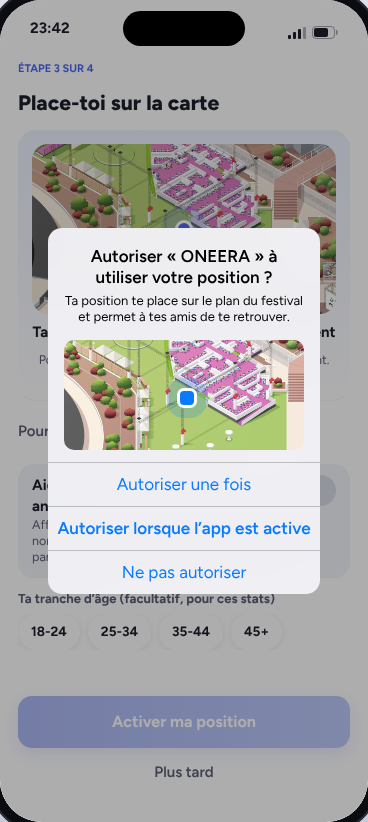 23:42
ÉTAPE 3 SUR 4
Place-toi sur la carte
Autoriser « ONEERA » à
utiliser votre position ?
Ta position te place sur le plan du festival
et permet à tes amis de te retrouver.
Autoriser une fois
Autoriser lorsque l’app est active
Ne pas autoriser
Ta tranche d’âge (facultatif, pour ces stats)
18-24
25-34
35-44
45+
Activer ma position
Plus tard